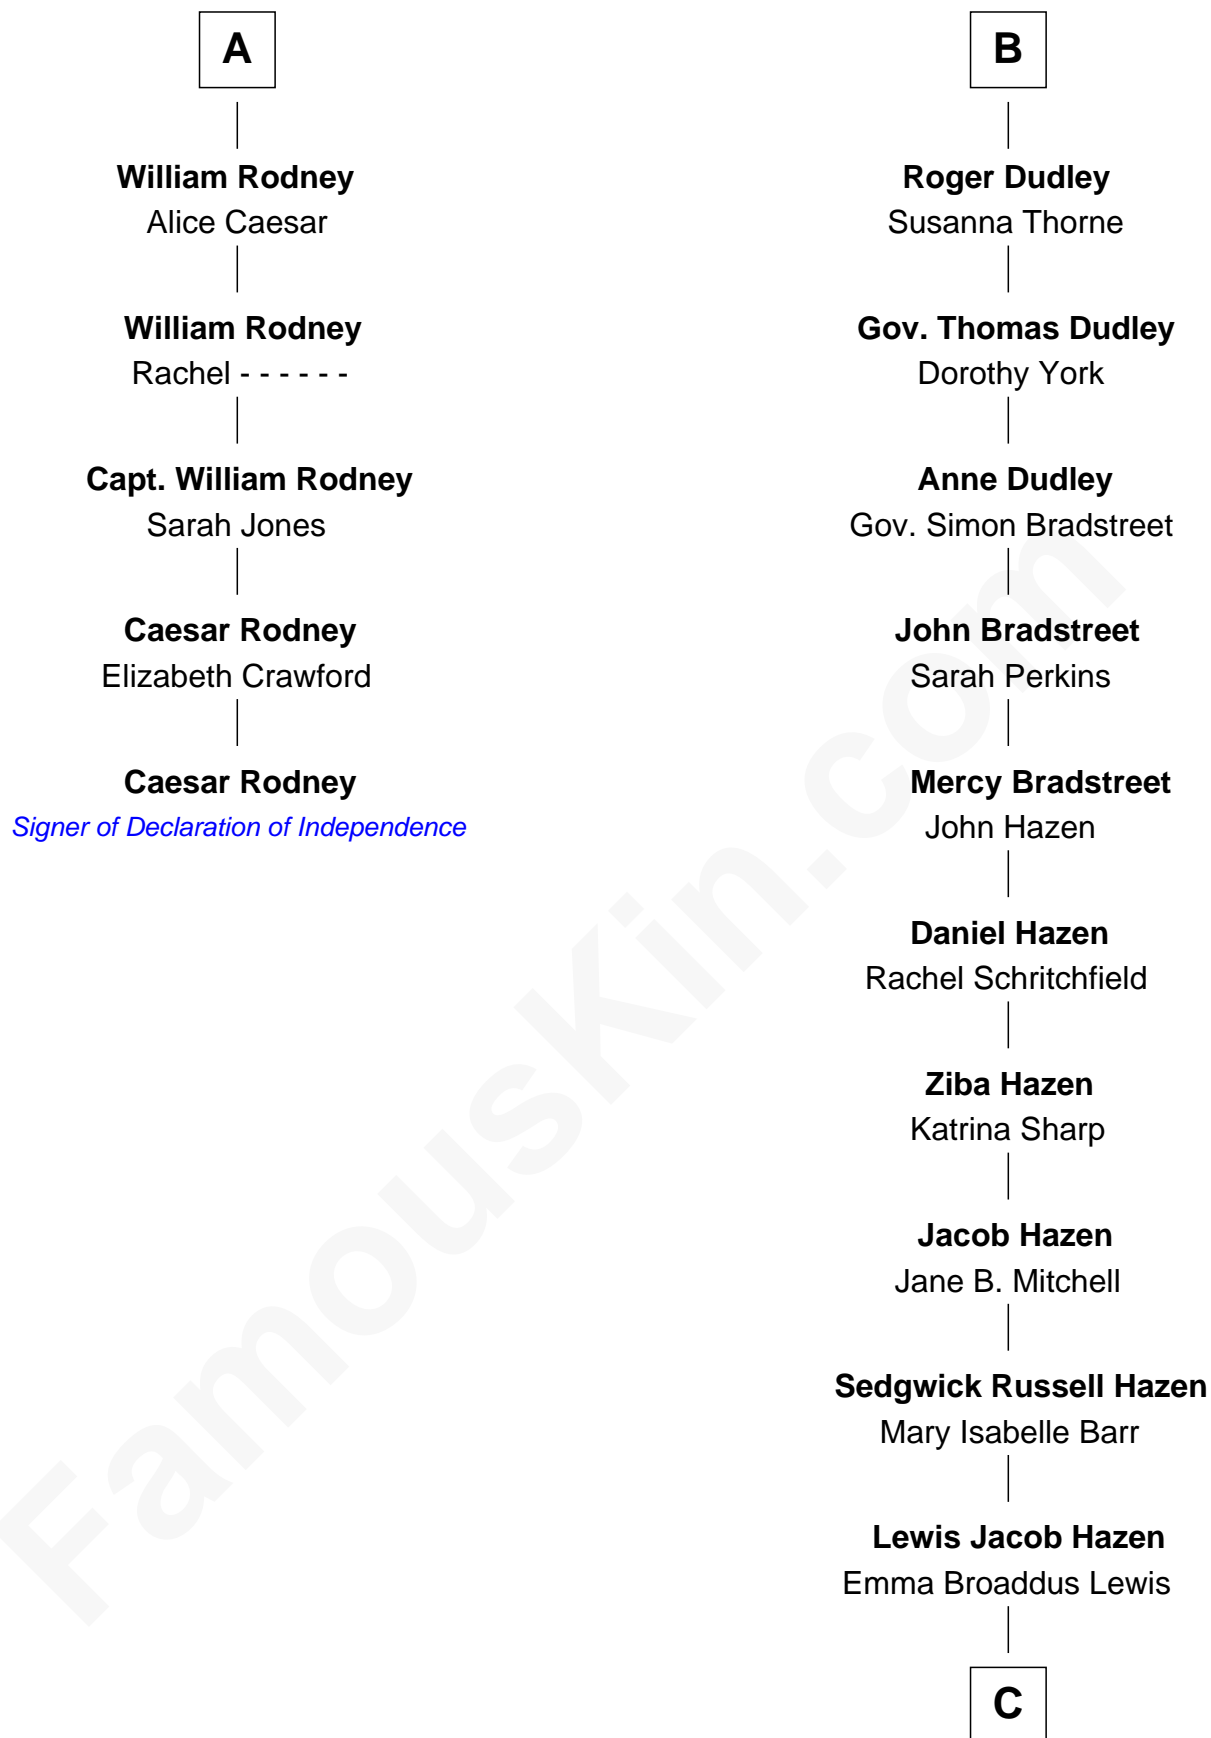 A
William Rodney
Alice Caesar
William Rodney
Rachel - - - - - -
Capt. William Rodney
Sarah Jones
Caesar Rodney
Elizabeth Crawford
Caesar Rodney
Signer of Declaration of Independence
B
Roger Dudley
Susanna Thorne
Gov. Thomas Dudley
Dorothy York
Anne Dudley
Gov. Simon Bradstreet
John Bradstreet
Sarah Perkins
Mercy Bradstreet
John Hazen
Daniel Hazen
Rachel Schritchfield
Ziba Hazen
Katrina Sharp
Jacob Hazen
Jane B. Mitchell
Sedgwick Russell Hazen
Mary Isabelle Barr
Lewis Jacob Hazen
Emma Broaddus Lewis
C
FamousKin.com